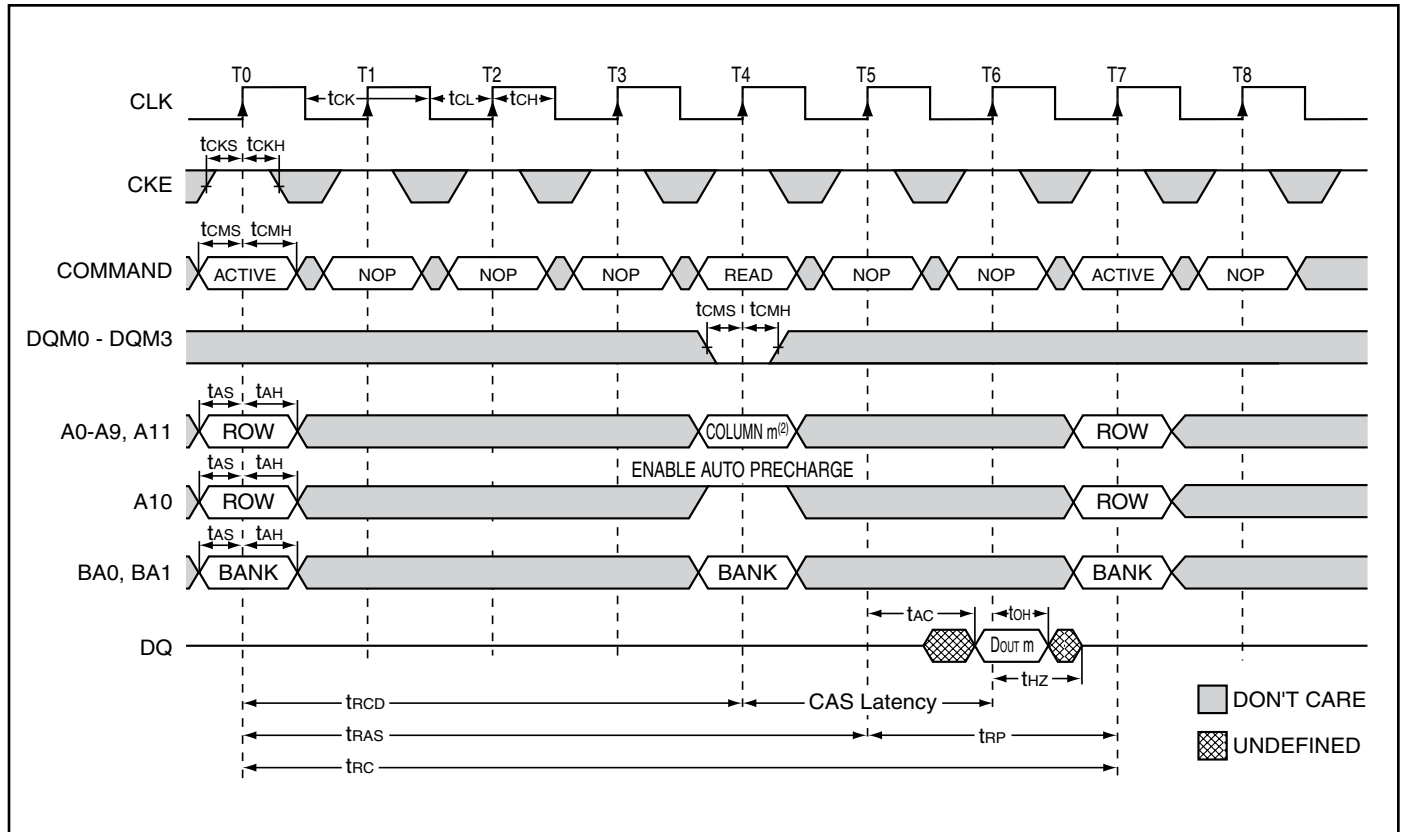 T0 T1 T2 T3 T4 T5 T6 T7 T8
CLK
tCK tCL tCH
tCKS tCKH
CKE
tCMS tCMH
COMMAND ACTIVE NOP NOP NOP READ NOP NOP ACTIVE NOP
tCMS tCMH
DQM0 - DQM3
tAS tAH
A0-A9, A11 ROW COLUMN m(2) ROW
tAS tAH
ENABLE AUTO PRECHARGE
A10 ROW ROW
tAS tAH
BA0, BA1 BANK BANK BANK
tAC tOH
DQ DOUT m
tHZ
tRCD CAS Latency
DON'T CARE
tRAS tRP
UNDEFINED
tRC